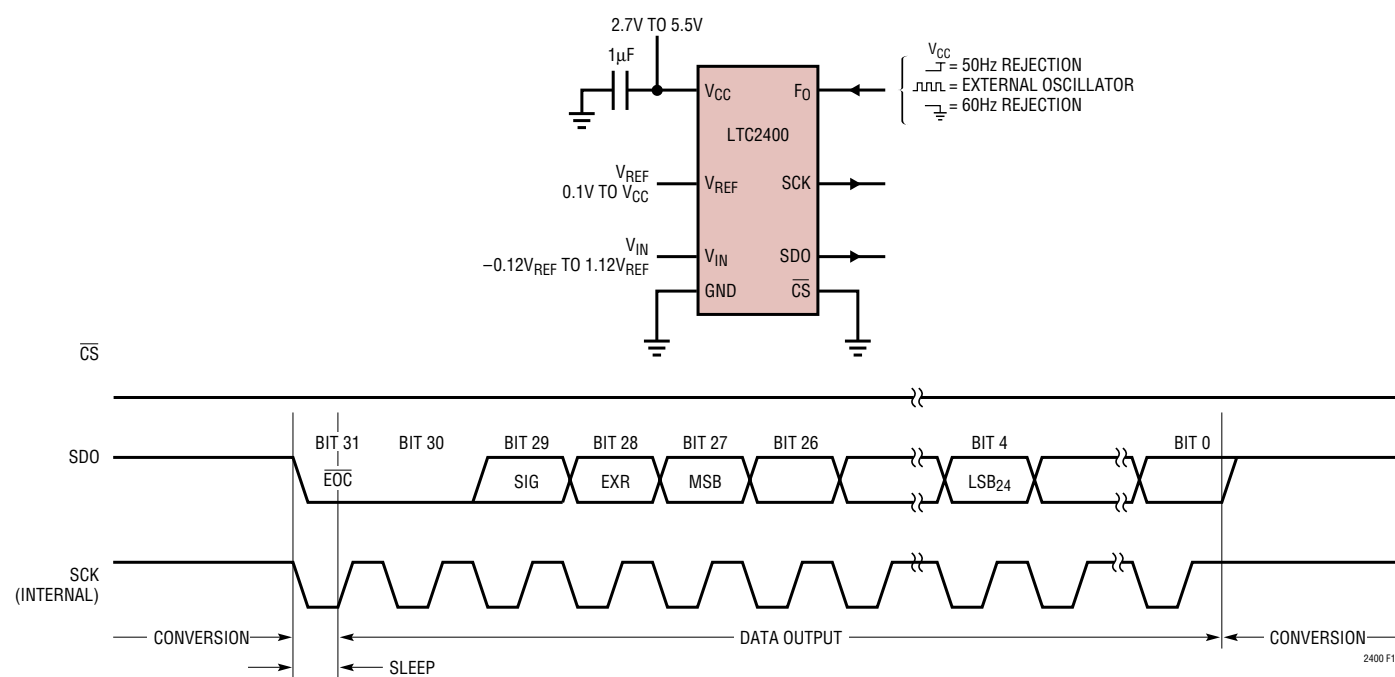 2.7V TO 5.5V
1µF
VCC
FO
LTC2400
VREF
0.1V TO VCC
VREF
SCK
VIN
–0.12VREF TO 1.12VREF
VIN
SDO
GND
CS
VCC
= 50Hz REJECTION
= EXTERNAL OSCILLATOR
= 60Hz REJECTION
CS
SDO
BIT 31
BIT 30
BIT 29
BIT 28
BIT 27
BIT 26
BIT 4
BIT 0
EOC
SIG
EXR
MSB
LSB24
SCK
(INTERNAL)
CONVERSION
DATA OUTPUT
CONVERSION
SLEEP